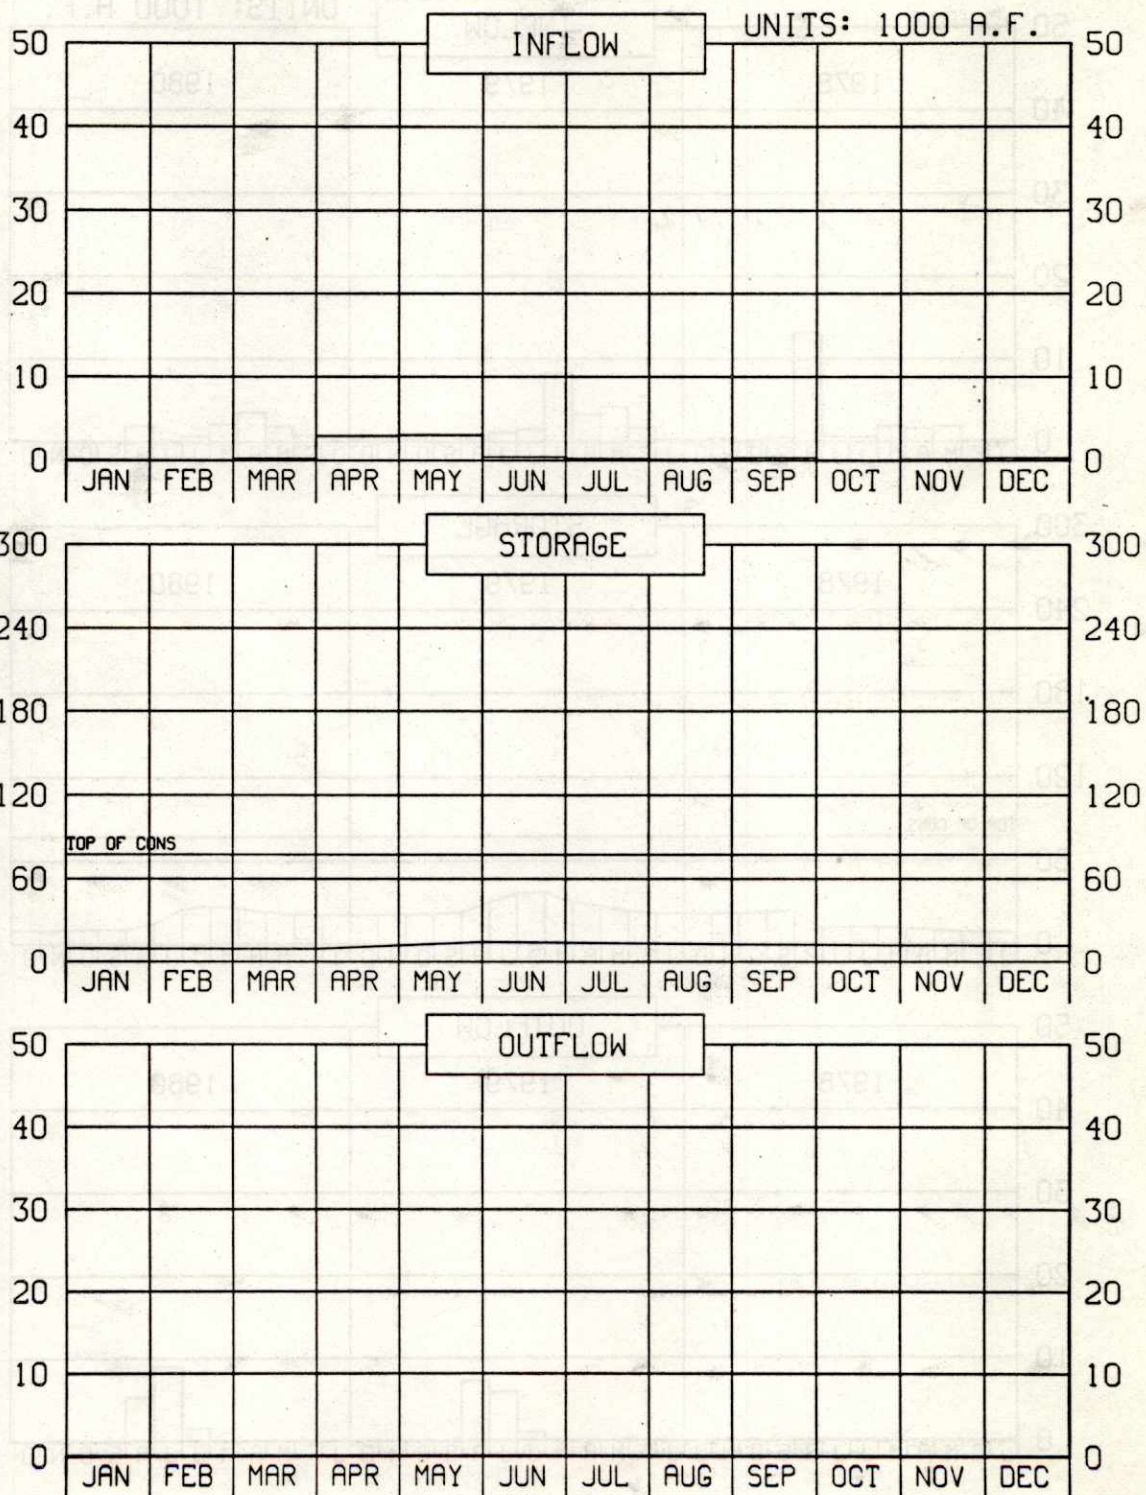 INFLOW UNITS: 1000 A.F.
50 50
40 40
30 30
20 20
10 10
0 0
JAN FEB MAR APR MAY JUN JUL AUG SEP OCT NOV DEC
STORAGE
300 300
240 240
180 180
120 120
TOP OF CONS
60 60
0 0
JAN FEB MAR APR MAY JUN JUL AUG SEP OCT NOV DEC
OUTFLOW
50 50
40 40
30 30
20 20
10 10
0 0
JAN FEB MAR APR MAY JUN JUL AUG SEP OCT NOV DEC